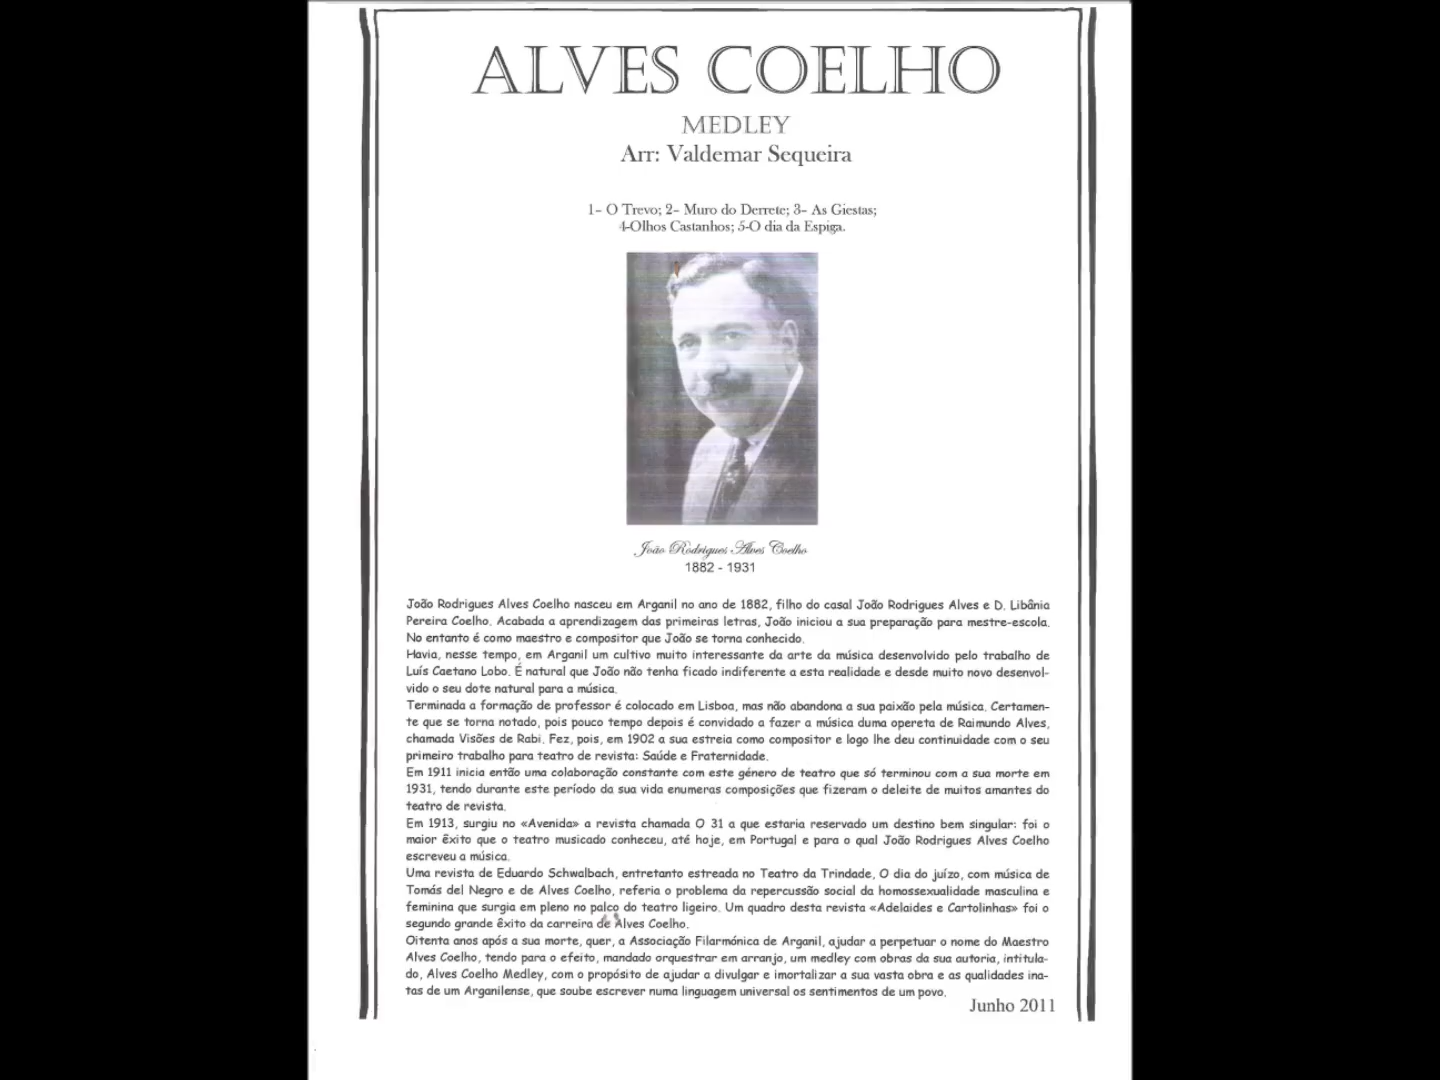 ALVES COELHO
MEDLEY
Arr: Valdemar Sequeira
1– O Trevo; 2– Muro do Derrete; 3– As Giestas;
4-Olhos Castanhos; 5-O dia da Espiga.
João Rodrigues Alves Coelho
1882 - 1931
João Rodrigues Alves Coelho nasceu em Arganil no ano de 1882, filho do casal João Rodrigues Alves e D. Libânia
Pereira Coelho. Acabada a aprendizagem das primeiras letras, João iniciou a sua preparação para mestre-escola.
No entanto é como maestro e compositor que João se torna conhecido.
Havia, nesse tempo, em Arganil um cultivo muito interessante da arte da música desenvolvido pelo trabalho de
Luís Caetano Lobo. É natural que João não tenha ficado indiferente a esta realidade e desde muito novo desenvol-
vido o seu dote natural para a música.
Terminada a formação de professor é colocado em Lisboa, mas não abandona a sua paixão pela música. Certamen-
te que se torna notado, pois pouco tempo depois é convidado a fazer a música duma opereta de Raimundo Alves,
chamada Visões de Rabi. Fez, pois, em 1902 a sua estreia como compositor e logo lhe deu continuidade com o seu
primeiro trabalho para teatro de revista: Saúde e Fraternidade.
Em 1911 inicia então uma colaboração constante com este género de teatro que só terminou com a sua morte em
1931, tendo durante este período da sua vida enumeras composições que fizeram o deleite de muitos amantes do
teatro de revista.
Em 1913, surgiu no «Avenida» a revista chamada O 31 a que estaria reservado um destino bem singular: foi o
maior êxito que o teatro musicado conheceu, até hoje, em Portugal e para o qual João Rodrigues Alves Coelho
escreveu a música.
Uma revista de Eduardo Schwalbach, entretanto estreada no Teatro da Trindade, O dia do juízo, com música de
Tomás del Negro e de Alves Coelho, referia o problema da repercussão social da homossexualidade masculina e
feminina que surgia em pleno no palco do teatro ligeiro. Um quadro desta revista «Adelaides e Cartolinhas» foi o
segundo grande êxito da carreira de Alves Coelho.
Oitenta anos após a sua morte, quer, a Associação Filarmónica de Arganil, ajudar a perpetuar o nome do Maestro
Alves Coelho, tendo para o efeito, mandado orquestrar em arranjo, um medley com obras da sua autoria, intitula-
do, Alves Coelho Medley, com o propósito de ajudar a divulgar e imortalizar a sua vasta obra e as qualidades ina-
tas de um Arganilense, que soube escrever numa linguagem universal os sentimentos de um povo.
Junho 2011